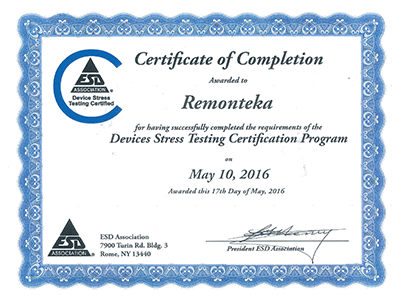 Certificate of Completion
Awarded to
Remonteka
for having successfully completed the requirements of the
Devices Stress Testing Certification Program
on
May 10, 2016
Awarded this 17th Day of May, 2016
ESD
ASSOCIATION
Device Stress
Testing Certified
ESD
ASSOCIATION
ESD Association
7900 Turin Rd. Bldg. 3
Rome, NY 13440
President ESD Association